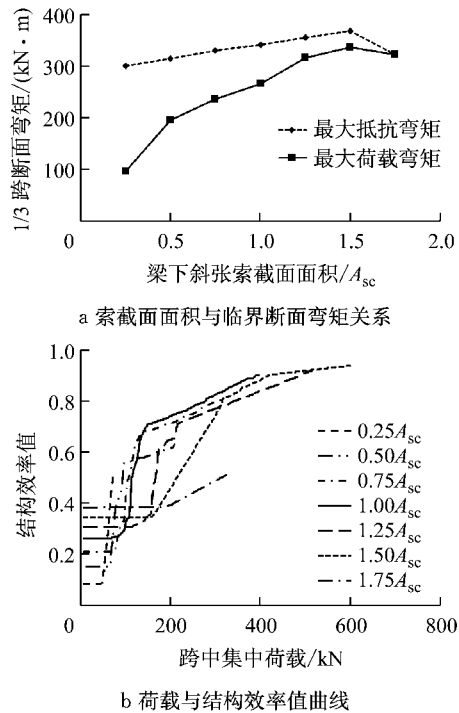 400
300
200
100
0
0.5
1.0
1.5
2.0
1/3 跨断面弯矩/(kN·m)
最大抵抗弯矩
最大荷载弯矩
梁下斜张索截面面积/Asc
a 索截面面积与临界断面弯矩关系
1.0
0.8
0.6
0.4
0.2
0
200
400
600
800
结构效率值
0.25Asc
0.50Asc
0.75Asc
1.00Asc
1.25Asc
1.50Asc
1.75Asc
跨中集中荷载/kN
b 荷载与结构效率值曲线